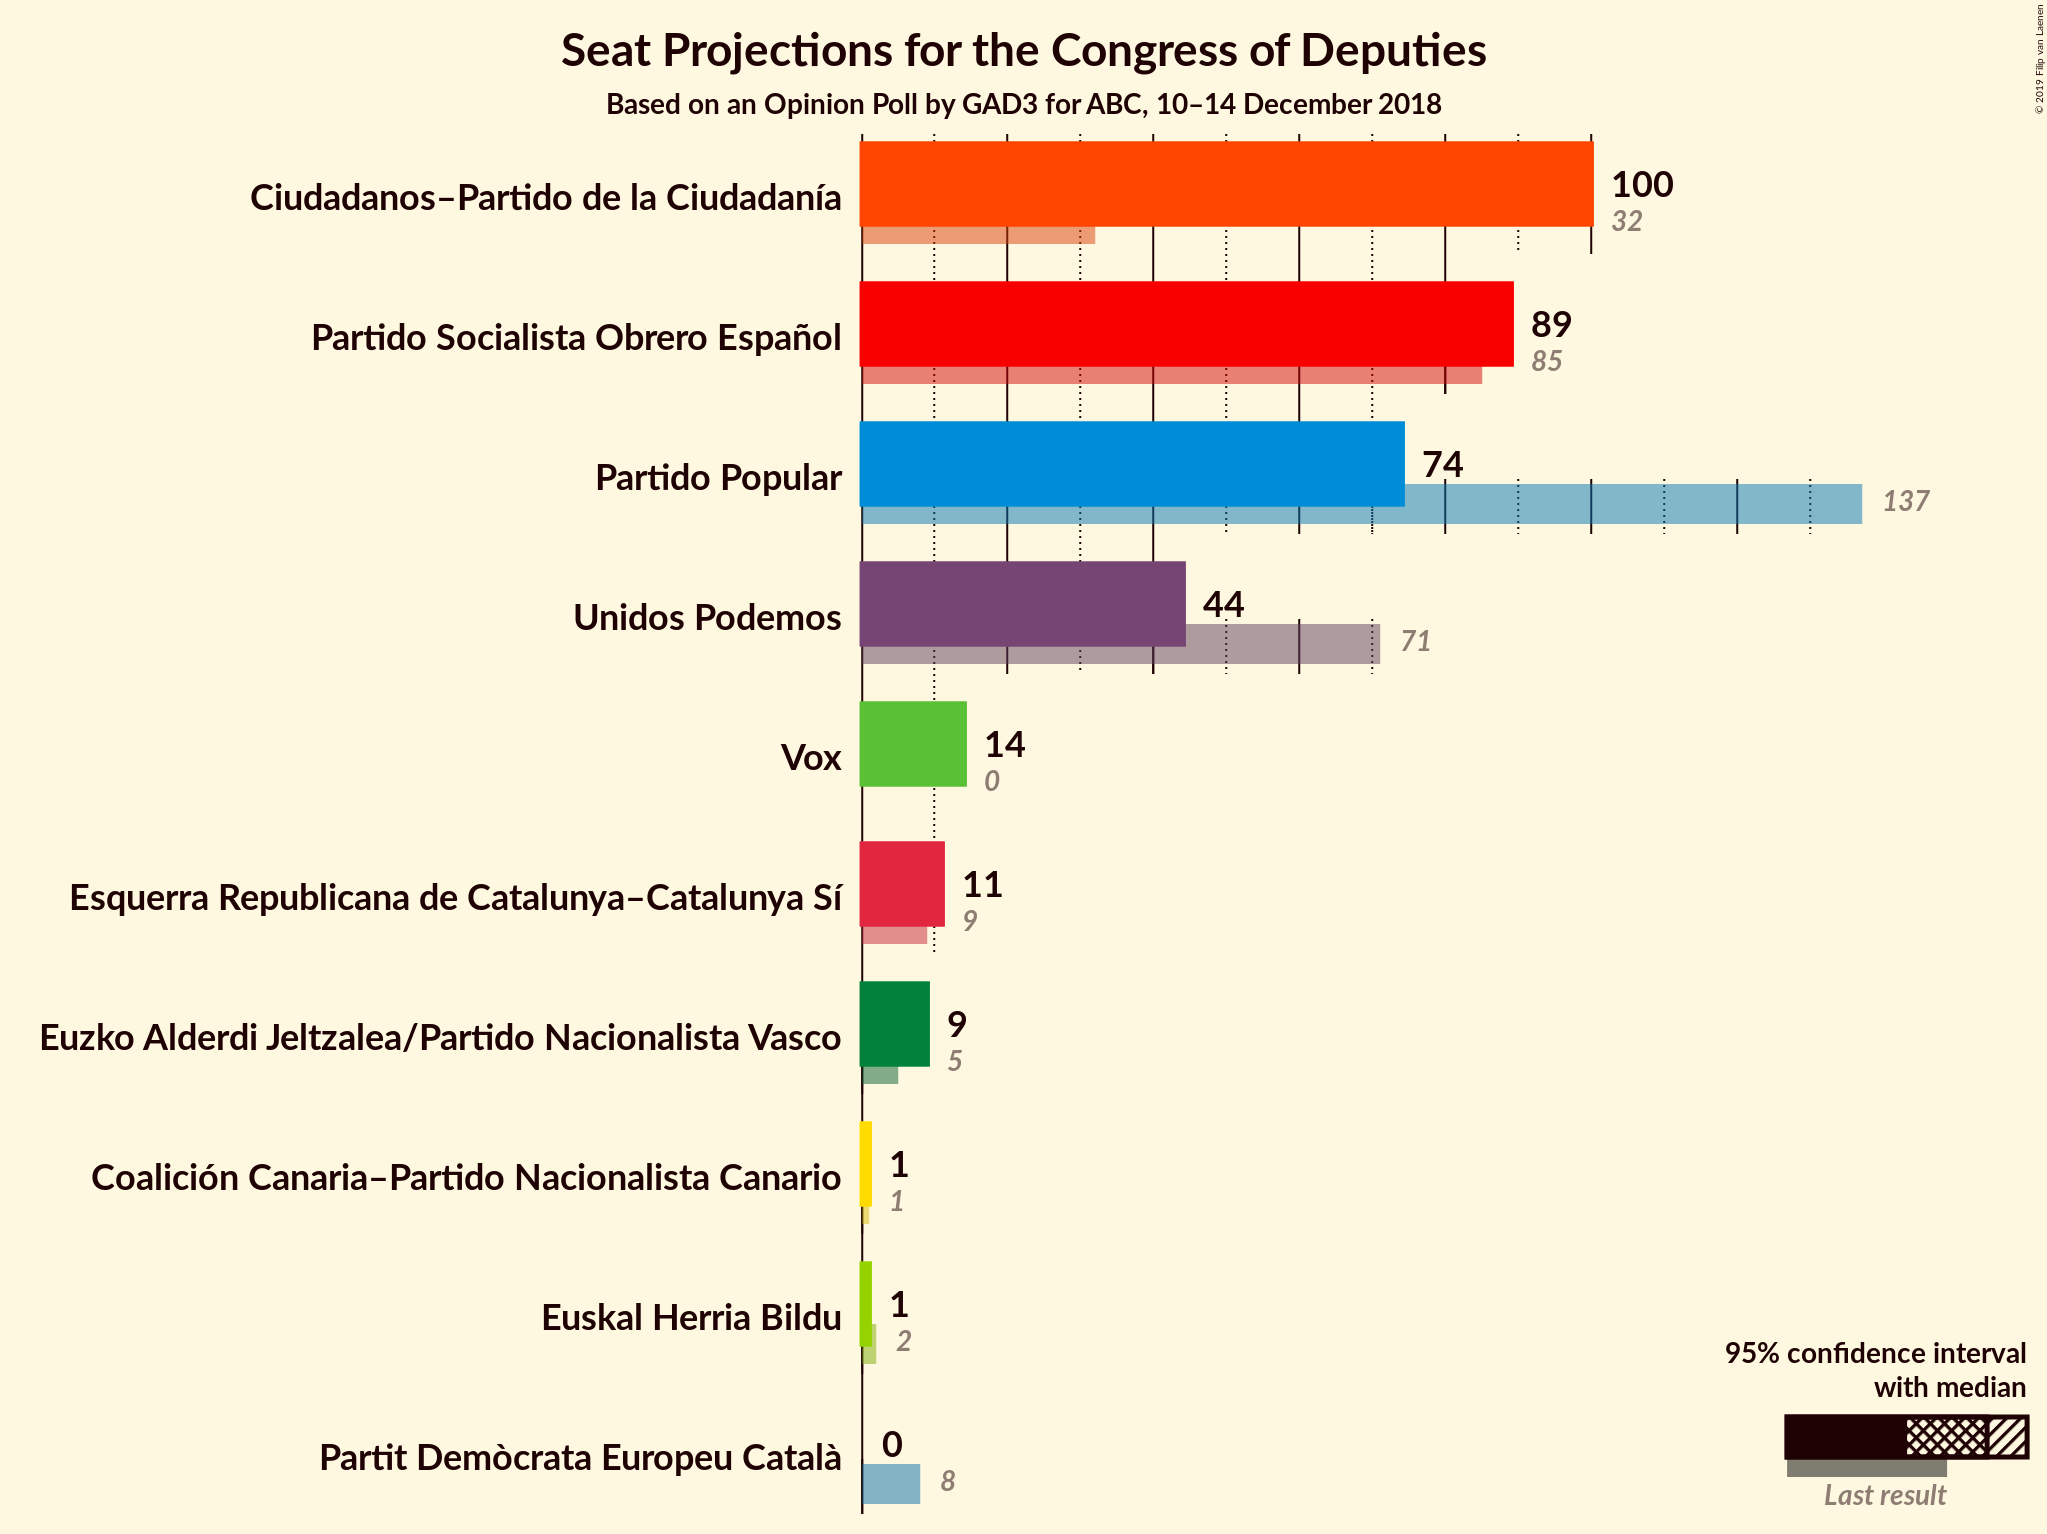 Seat Projections for the Congress of Deputies
Based on an Opinion Poll by GAD3 for ABC, 10–14 December 2018
© 2019 Filip van Laenen
Ciudadanos–Partido de la Ciudadanía
100
32
Partido Socialista Obrero Español
89
85
Partido Popular
74
137
Unidos Podemos
44
71
Vox
14
0
Esquerra Republicana de Catalunya–Catalunya Sí
11
9
Euzko Alderdi Jeltzalea/Partido Nacionalista Vasco
9
5
Coalición Canaria–Partido Nacionalista Canario
1
1
Euskal Herria Bildu
1
2
Partit Demòcrata Europeu Català
0
8
95% confidence interval
with median
Last result